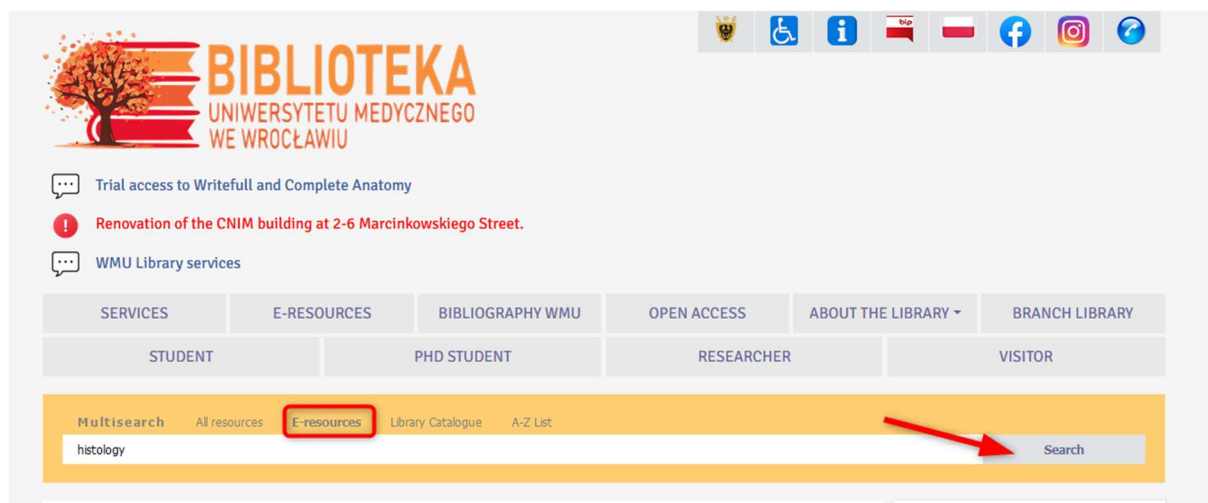 bip
BIBLIOTEKA
UNIWERSYTETU MEDYCZNEGO
WE WROCŁAWIU
Trial access to Writefull and Complete Anatomy
Renovation of the CNIM building at 2-6 Marcinkowskiego Street.
WMU Library services
SERVICES E-RESOURCES BIBLIOGRAPHY WMU OPEN ACCESS ABOUT THE LIBRARY BRANCH LIBRARY
STUDENT PHD STUDENT RESEARCHER VISITOR
Multisearch All resources E-resources Library Catalogue A-Z List
histology Search